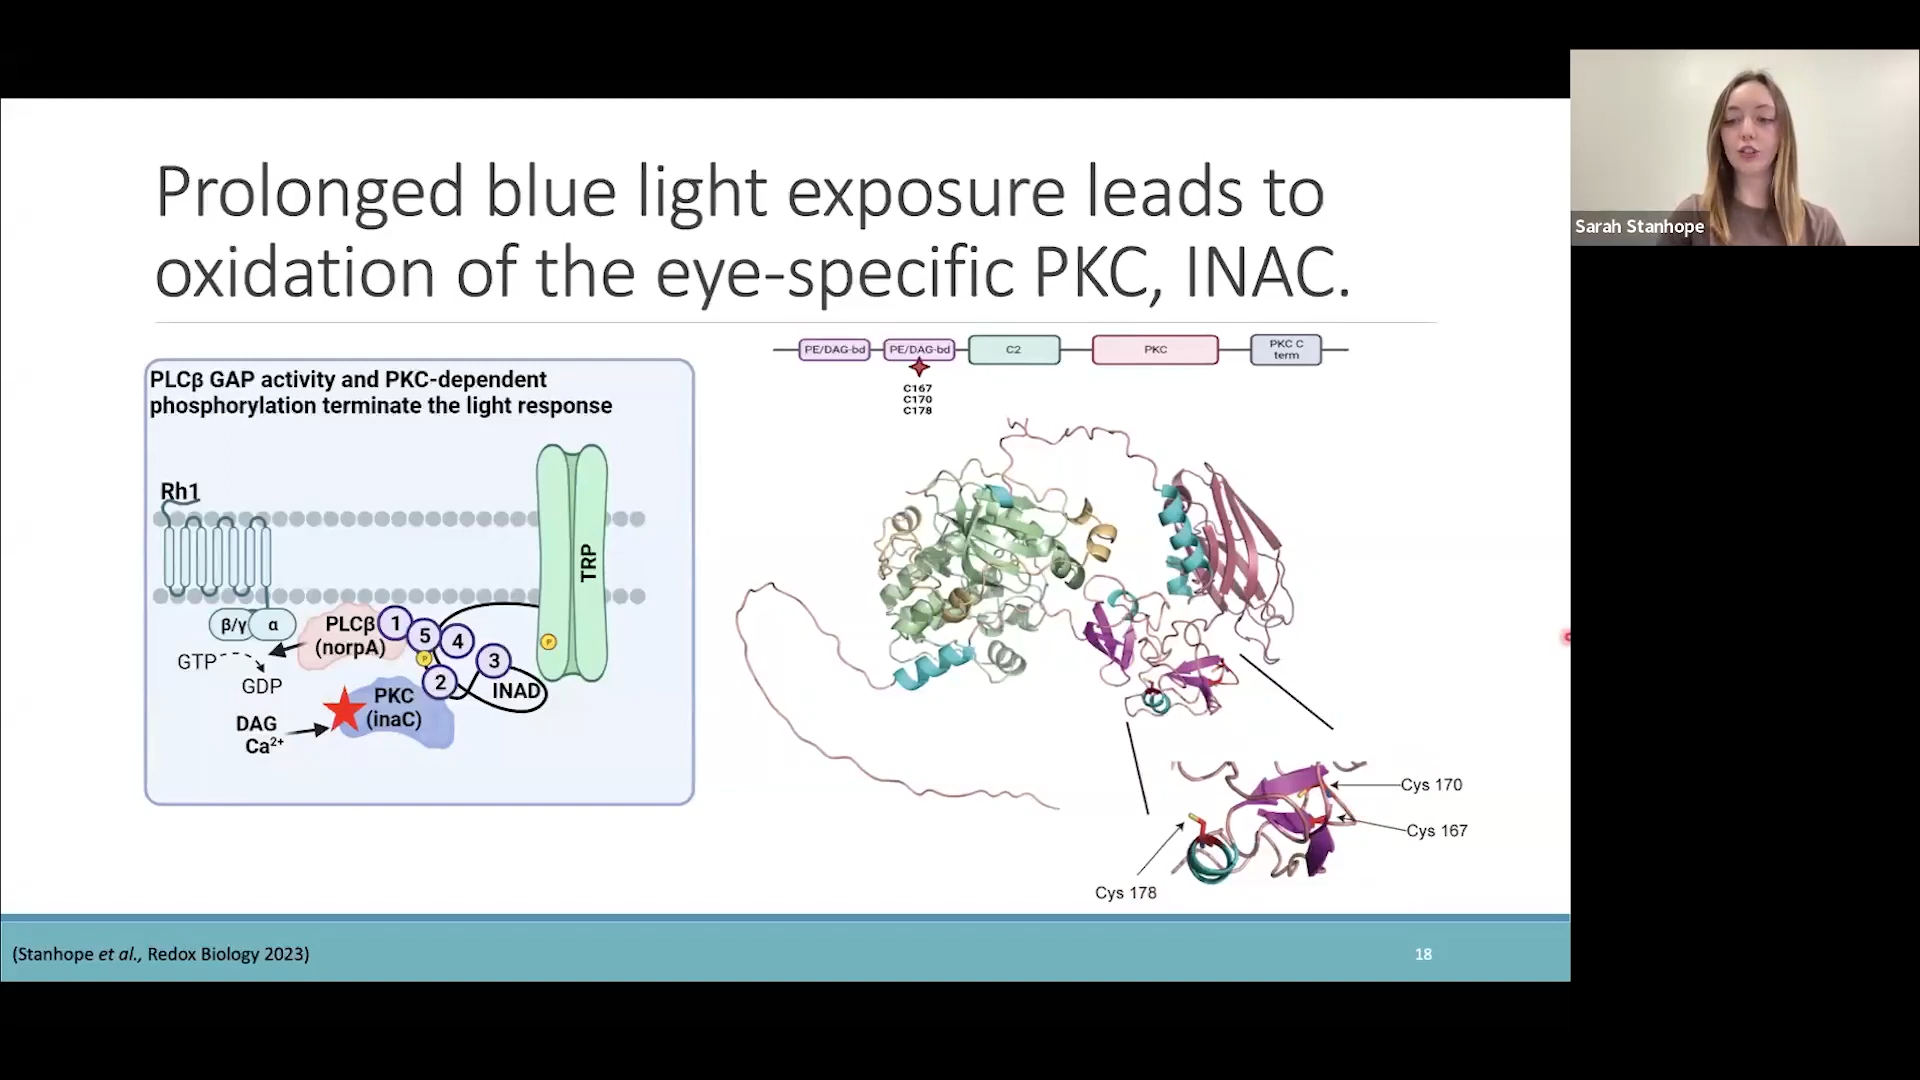 Prolonged blue light exposure leads to
oxidation of the eye-specific PKC, INAC.
Sarah Stanhope
PLCβ GAP activity and PKC-dependent
phosphorylation terminate the light response
Rh1
TRP
β/γ
α
PLCβ
(norpA)
1
5
4
3
2
P
P
INAD
GTP
GDP
PKC
(inaC)
DAG
Ca²⁺
PE/DAG-bd
PE/DAG-bd
C2
PKC
PKC C
term
C167
C170
C178
Cys 170
Cys 167
Cys 178
(Stanhope et al., Redox Biology 2023)
18